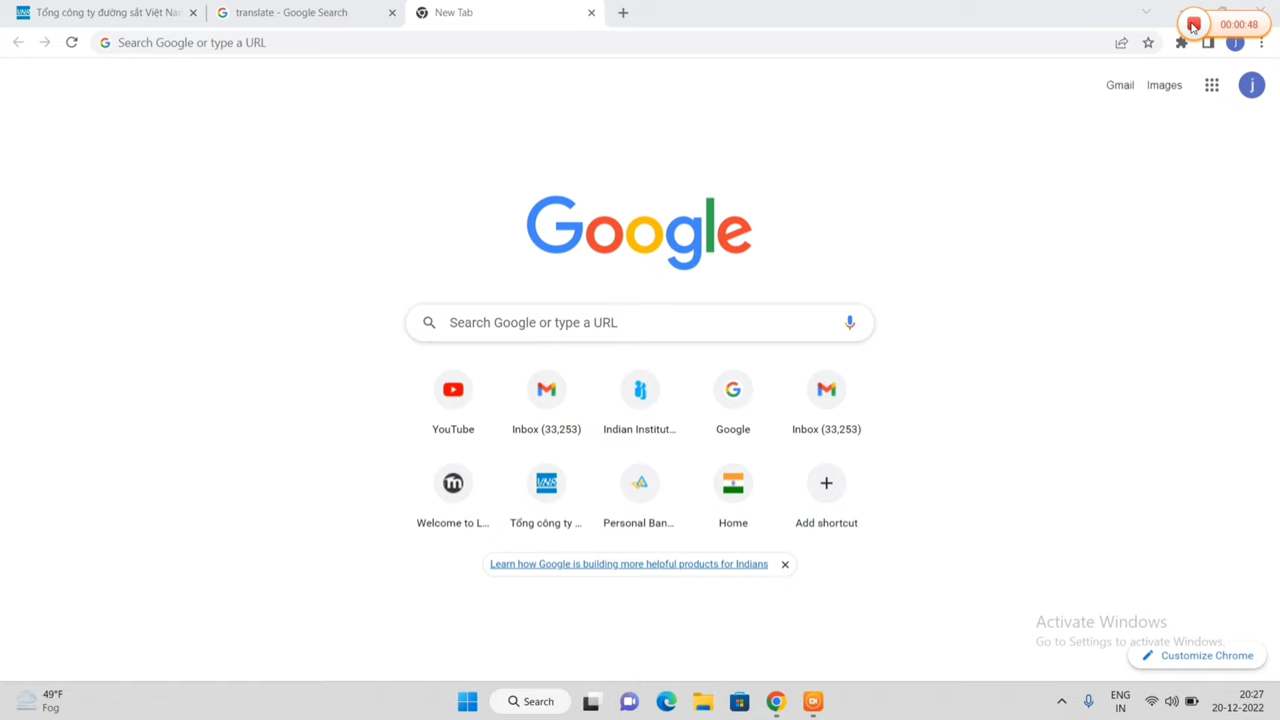 Tổng công ty đường sắt Việt Nar
translate - Google Search
New Tab
00:00:48
Search Google or type a URL
j
Gmail
Images
j
Google
Search Google or type a URL
YouTube
Inbox (33,253)
Indian Institut...
Google
Inbox (33,253)
Welcome to L...
Tổng công ty ...
Personal Ban...
Home
Add shortcut
Learn how Google is building more helpful products for Indians
Activate Windows
Go to Settings to activate Windows.
Customize Chrome
49°F
Fog
Search
ENG
IN
20:27
20-12-2022